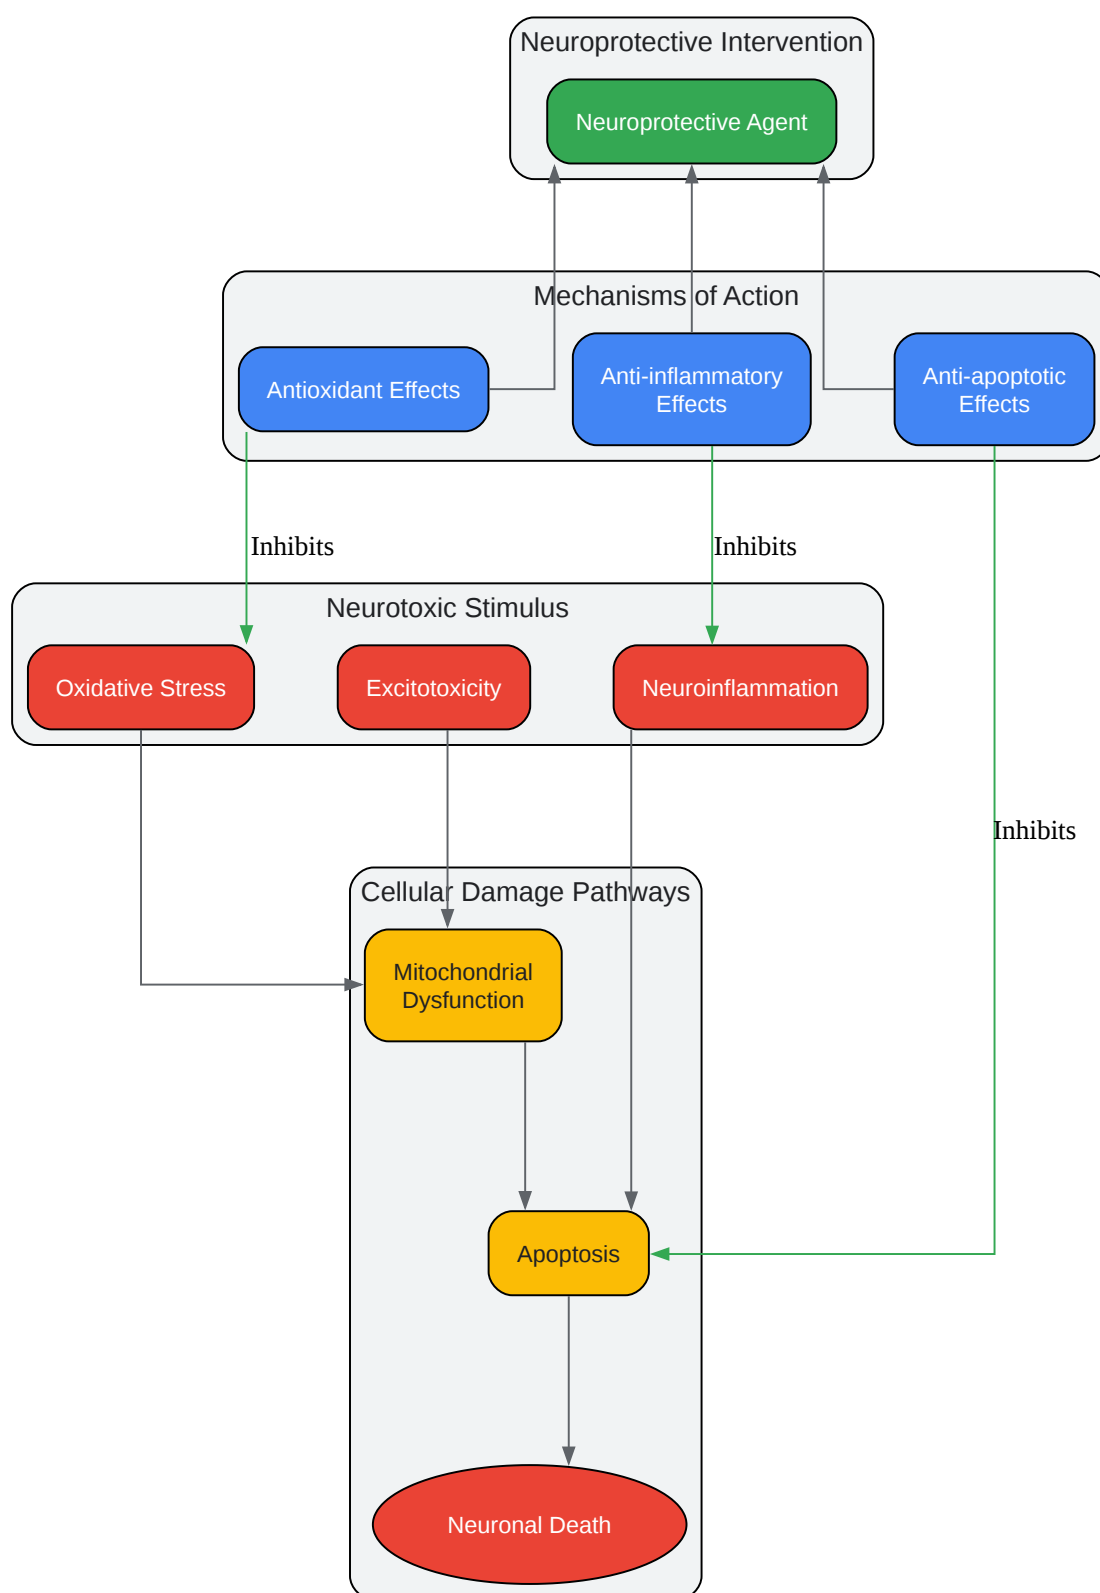 Neuroprotective Intervention
Neuroprotective Agent
Mechanisms of Action
Antioxidant Effects
Anti-inflammatory
Effects
Anti-apoptotic
Effects
Inhibits
Inhibits
Neurotoxic Stimulus
Oxidative Stress
Excitotoxicity
Neuroinflammation
Inhibits
Cellular Damage Pathways
Mitochondrial
Dysfunction
Apoptosis
Neuronal Death